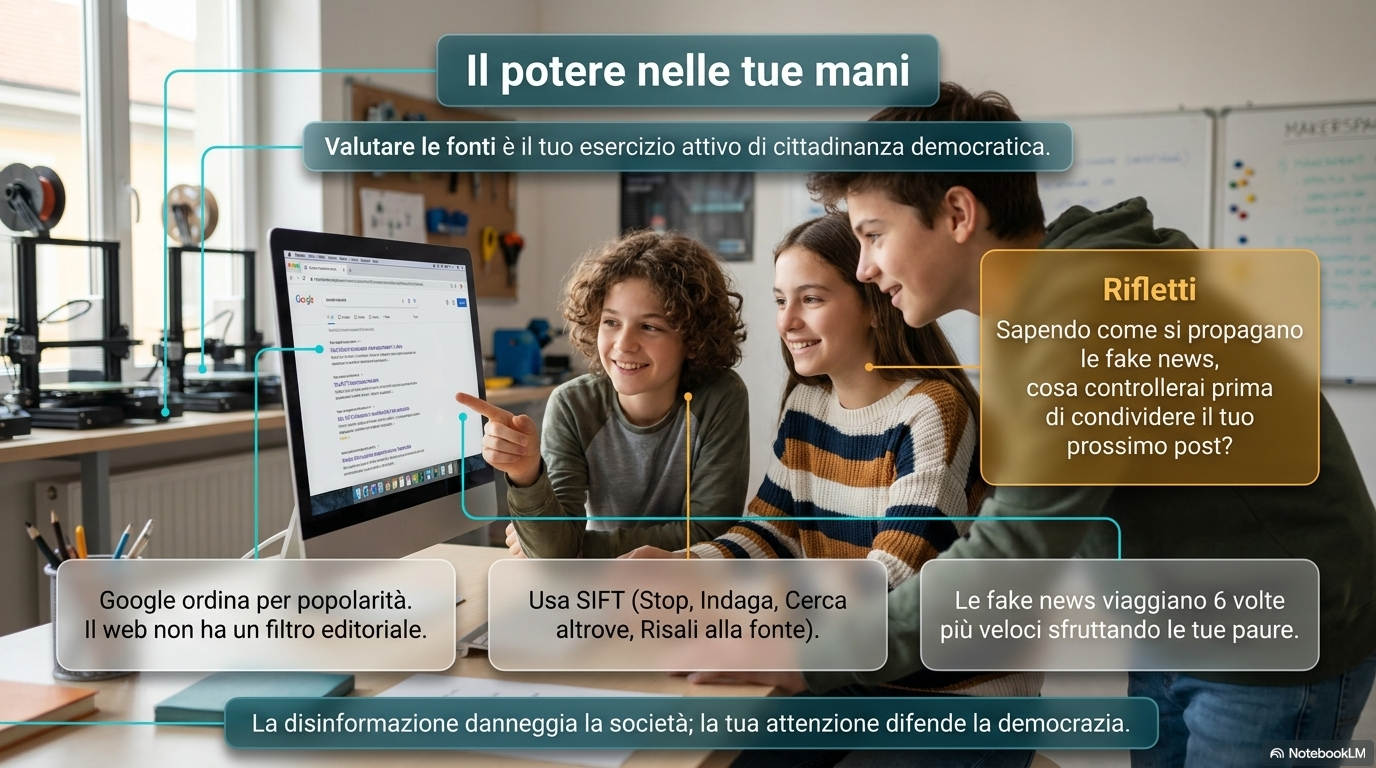 Il potere nelle tue mani
Valutare le fonti è il tuo esercizio attivo di cittadinanza democratica.
MAKERSPA
Google
Rifletti
Sapendo come si propagano
le fake news,
cosa controllerai prima
di condividere il tuo
prossimo post?
Google ordina per popolarità.
Il web non ha un filtro editoriale.
Usa SIFT (Stop, Indaga, Cerca
altrove, Risali alla fonte).
Le fake news viaggiano 6 volte
più veloci sfruttando le tue paure.
La disinformazione danneggia la società; la tua attenzione difende la democrazia.
NotebookLM